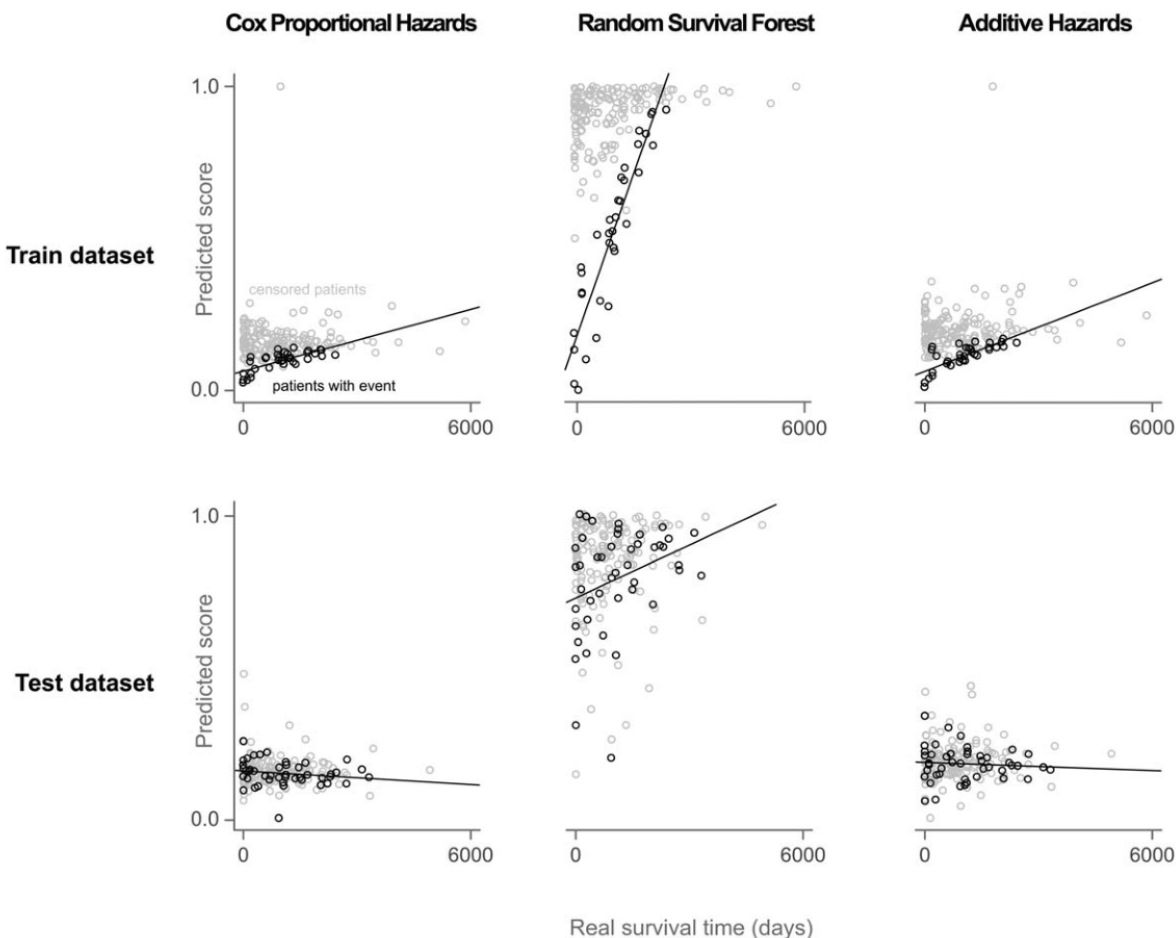 Cox Proportional Hazards
Random Survival Forest
Additive Hazards
Train dataset
Predicted score
1.0
0.0
censored patients
patients with event
0
6000
0
6000
0
6000
Test dataset
Predicted score
1.0
0.0
0
6000
0
6000
0
6000
Real survival time (days)